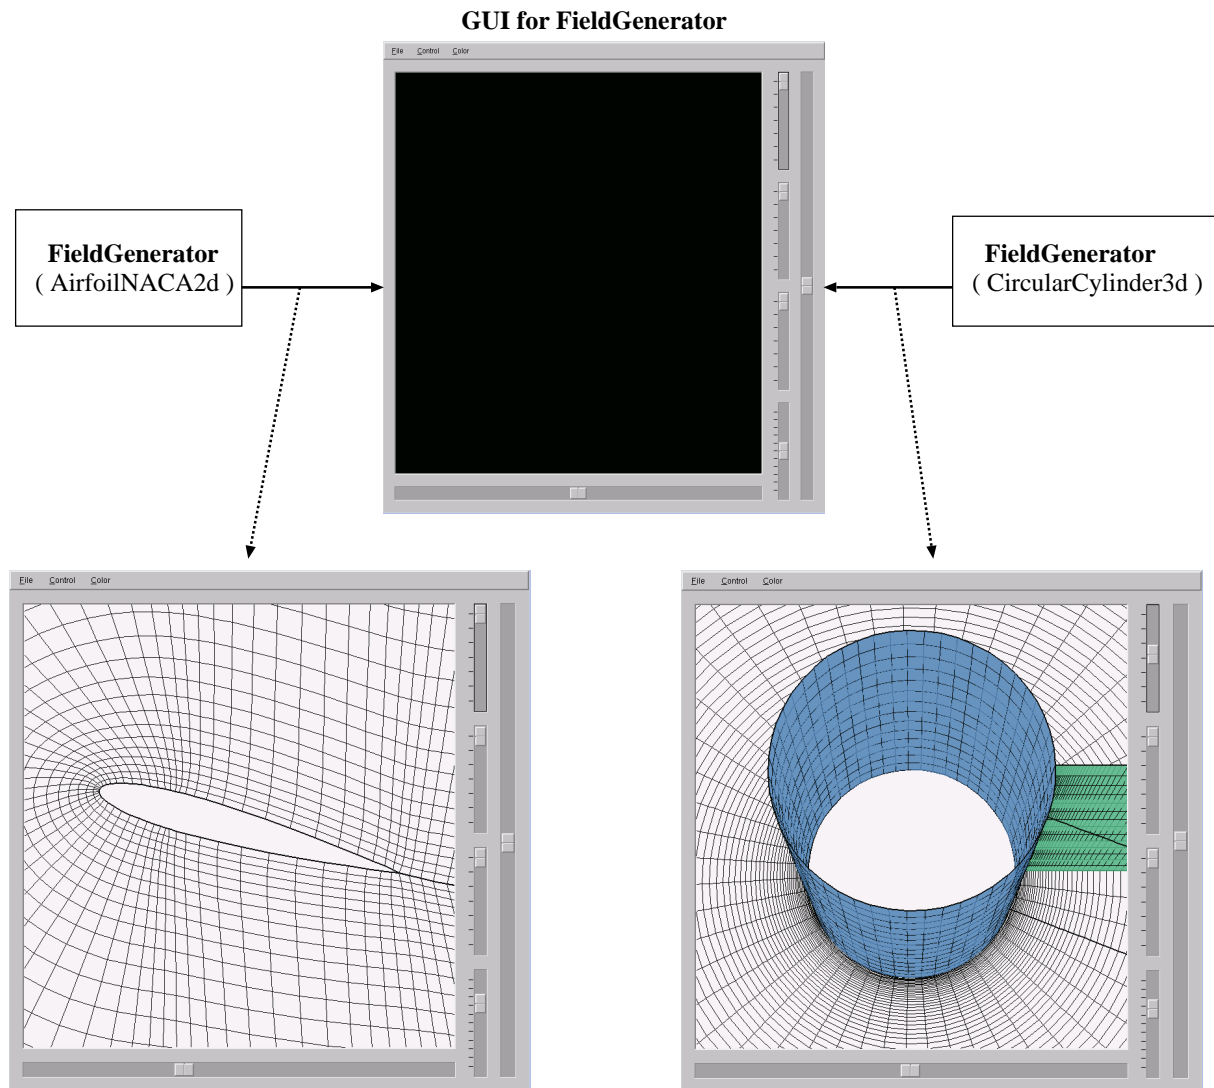 GUI for FieldGenerator
File Control Color
FieldGenerator
( AirfoilNACA2d )
FieldGenerator
( CircularCylinder3d )
File Control Color
File Control Color